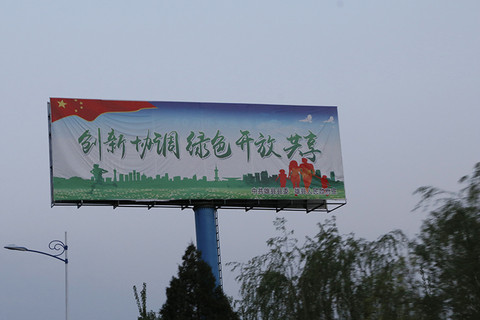 创新 协调 绿色 开放 共享